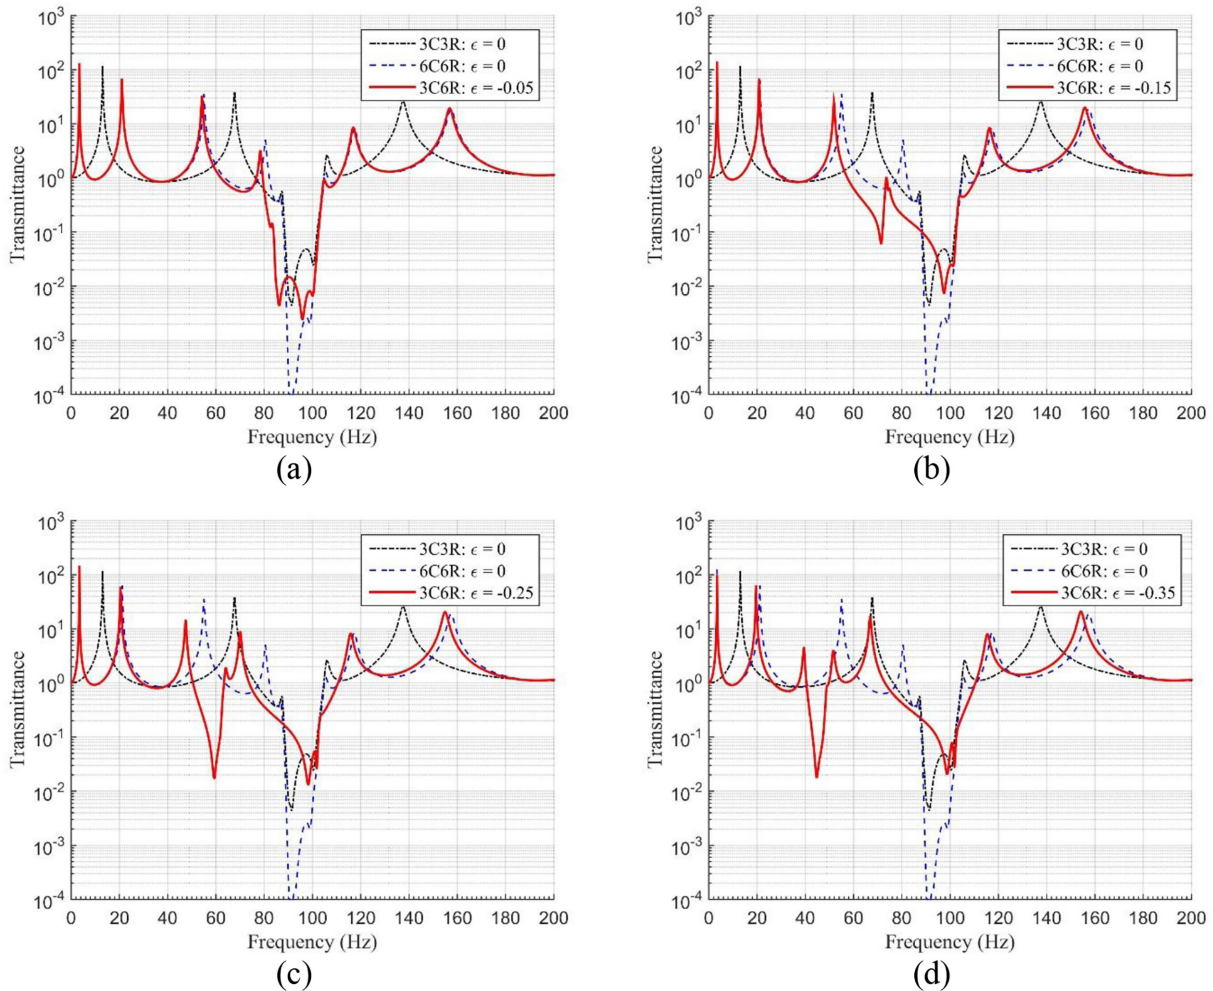 10^3
10^2
10^1
10^0
10^-1
10^-2
10^-3
10^-4
Transmittance
3C3R: ϵ = 0
6C6R: ϵ = 0
3C6R: ϵ = -0.05
0 20 40 60 80 100 120 140 160 180 200
Frequency (Hz)
(a)
10^3
10^2
10^1
10^0
10^-1
10^-2
10^-3
10^-4
Transmittance
3C3R: ϵ = 0
6C6R: ϵ = 0
3C6R: ϵ = -0.15
0 20 40 60 80 100 120 140 160 180 200
Frequency (Hz)
(b)
10^3
10^2
10^1
10^0
10^-1
10^-2
10^-3
10^-4
Transmittance
3C3R: ϵ = 0
6C6R: ϵ = 0
3C6R: ϵ = -0.25
0 20 40 60 80 100 120 140 160 180 200
Frequency (Hz)
(c)
10^3
10^2
10^1
10^0
10^-1
10^-2
10^-3
10^-4
Transmittance
3C3R: ϵ = 0
6C6R: ϵ = 0
3C6R: ϵ = -0.35
0 20 40 60 80 100 120 140 160 180 200
Frequency (Hz)
(d)